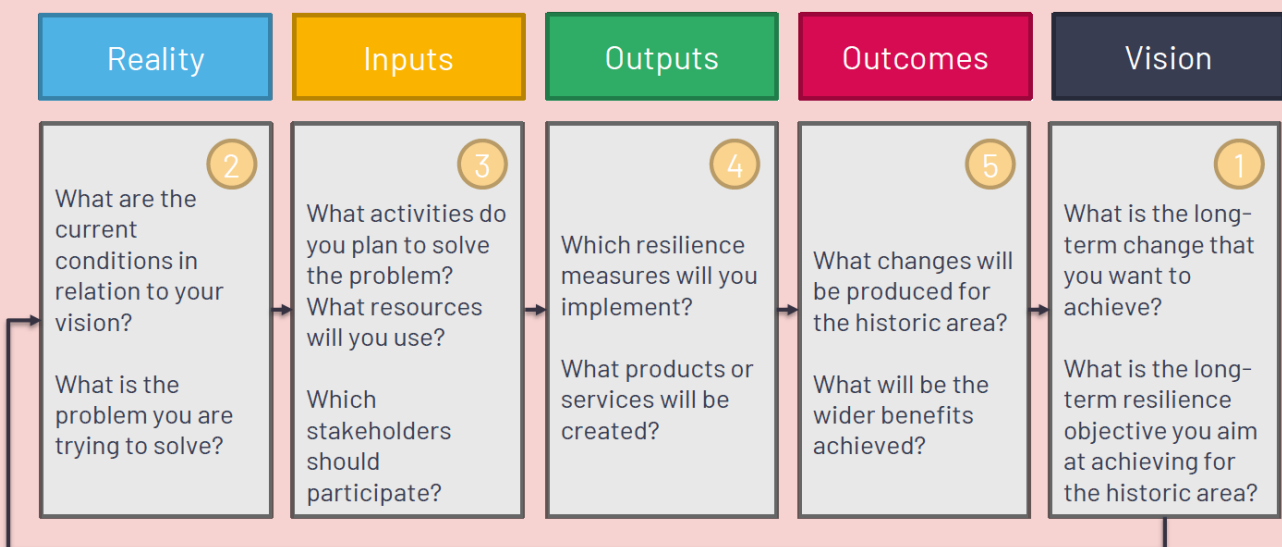 Reality
Inputs
Outputs
Outcomes
Vision
2
What are the
current
conditions in
relation to your
vision?
What is the
problem you are
trying to solve?
3
What activities do
you plan to solve
the problem?
What resources
will you use?
Which
stakeholders
should
participate?
4
Which resilience
measures will you
implement?
What products or
services will be
created?
5
What changes will
be produced for
the historic area?
What will be the
wider benefits
achieved?
1
What is the long-
term change that
you want to
achieve?
What is the long-
term resilience
objective you aim
at achieving for
the historic area?